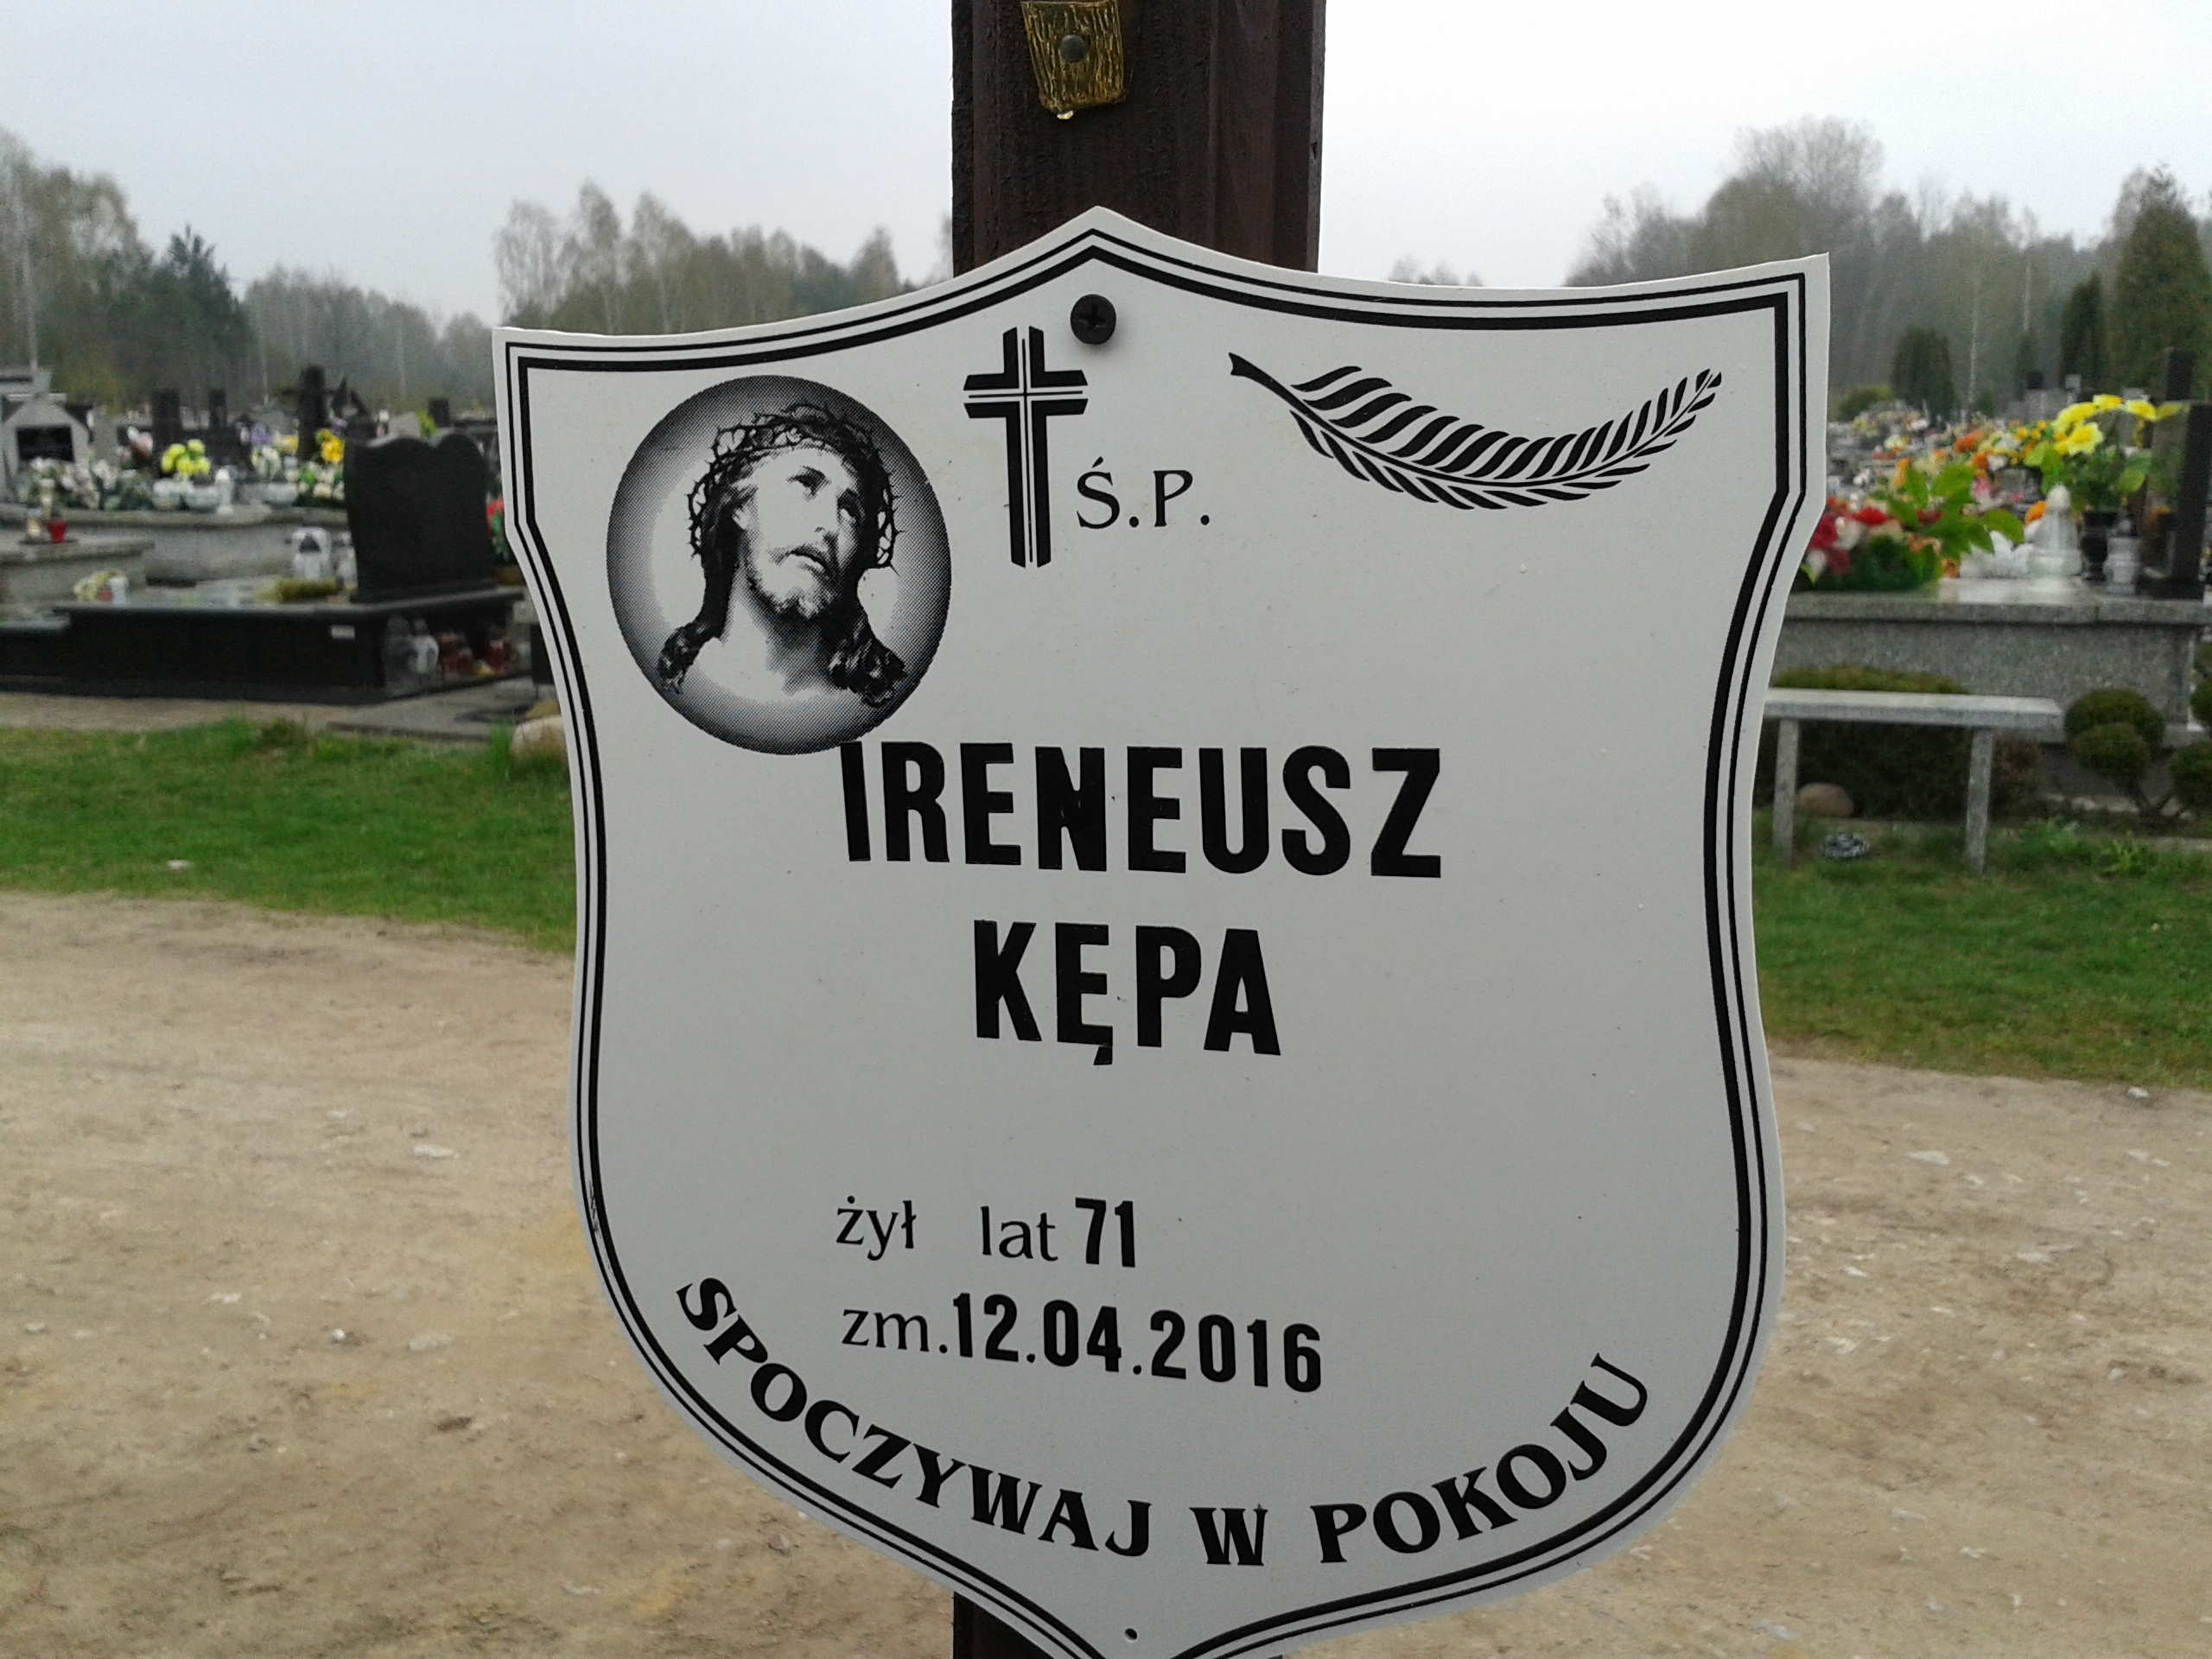 Ś.P.
IRENEUSZ
KĘPA
żył lat 71
zm. 12.04.2016
SPOCZYWAJ W POKOJU